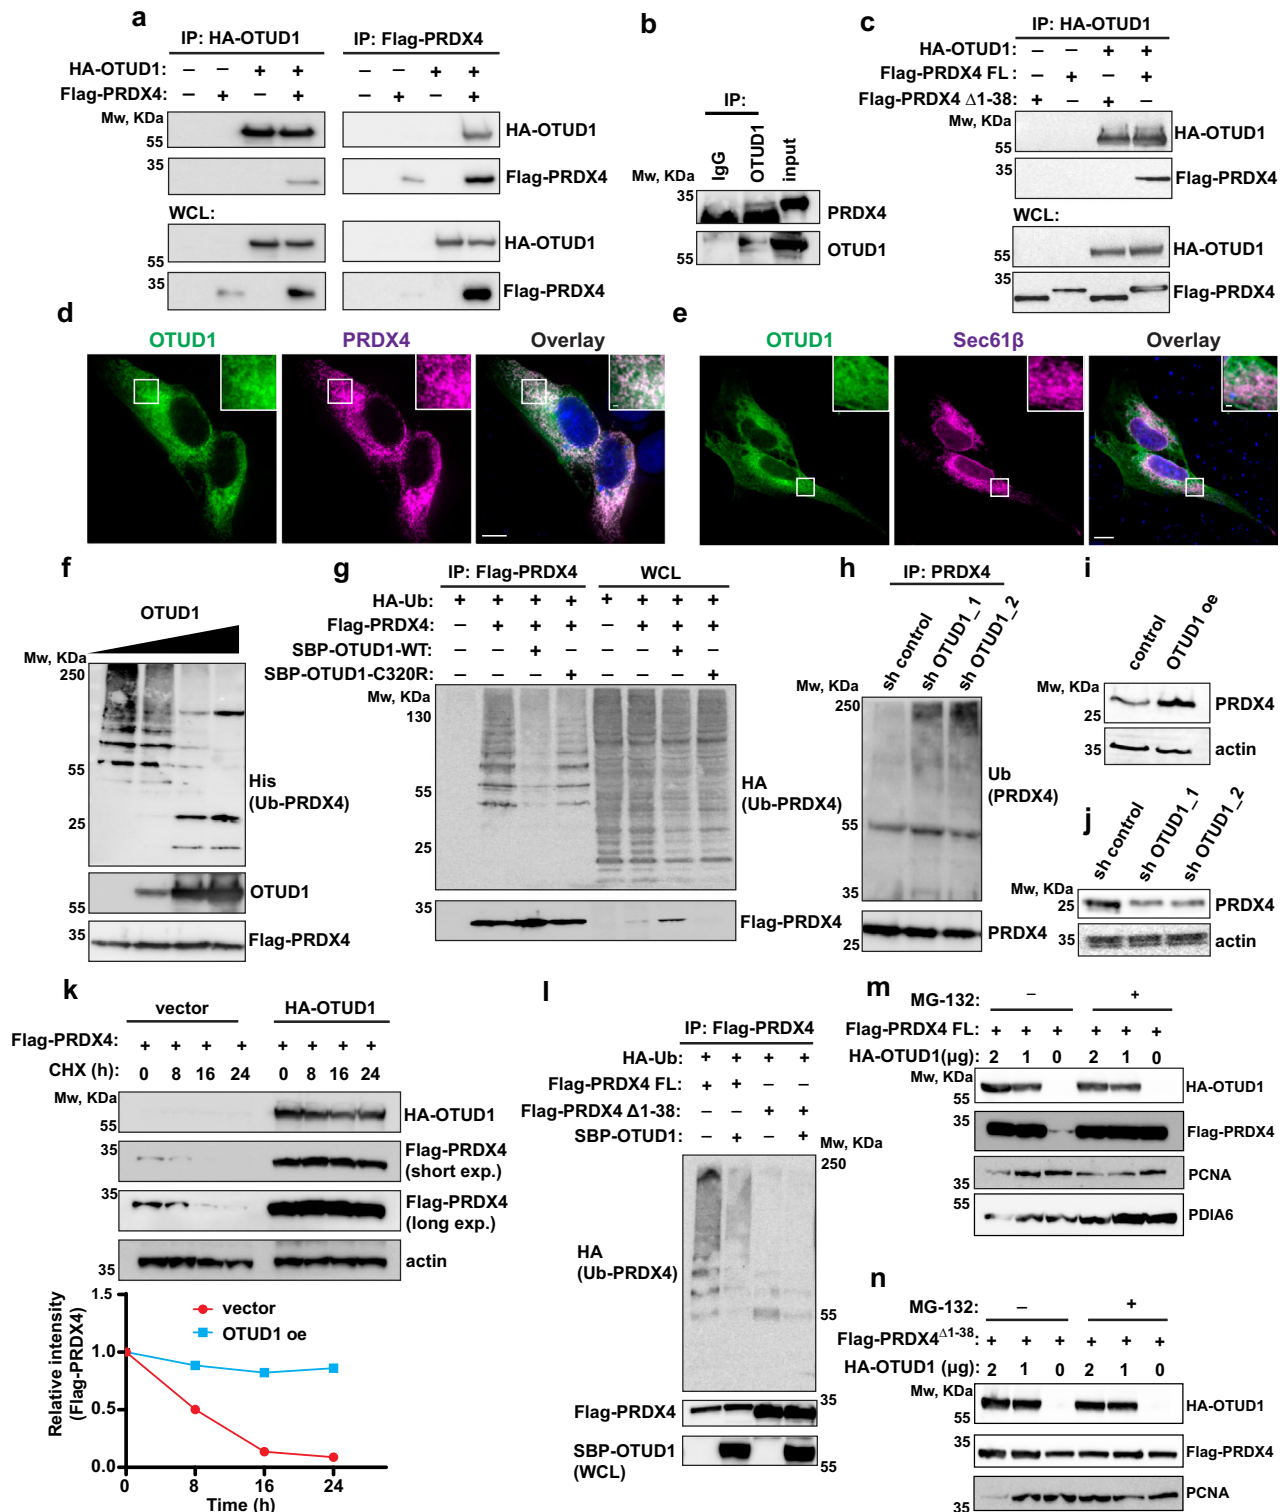 a
IP: HA-OTUD1 IP: Flag-PRDX4
HA-OTUD1: – – + + – – + +
Flag-PRDX4: – + – + – + – +
Mw, KDa
55 HA-OTUD1
35 Flag-PRDX4
WCL:
55 HA-OTUD1
35 Flag-PRDX4
b
IP:
IgG OTUD1 input
Mw, KDa
35 PRDX4
55 OTUD1
c
IP: HA-OTUD1
HA-OTUD1: – – + +
Flag-PRDX4 FL : – + – +
Flag-PRDX4 Δ1-38: + – + –
Mw, KDa
55 HA-OTUD1
35 Flag-PRDX4
WCL:
55 HA-OTUD1
35 Flag-PRDX4
d
OTUD1 PRDX4 Overlay
e
OTUD1 Sec61β Overlay
f
OTUD1
Mw, KDa
250
55
25
His
(Ub-PRDX4)
55 OTUD1
35 Flag-PRDX4
g
IP: Flag-PRDX4 WCL
HA-Ub: + + + + + + + +
Flag-PRDX4: – + + + – + + +
SBP-OTUD1-WT: + +
SBP-OTUD1-C320R: + +
Mw, KDa
130
55
25
HA
(Ub-PRDX4)
35 Flag-PRDX4
h
IP: PRDX4
sh control sh OTUD1_1 sh OTUD1_2
Mw, KDa
250
55
35
Ub
(PRDX4)
25 PRDX4
i
control OTUD1 oe
Mw, KDa
25 PRDX4
35 actin
j
sh control sh OTUD1_1 sh OTUD1_2
Mw, KDa
25 PRDX4
35 actin
k
vector HA-OTUD1
Flag-PRDX4: + + + + + + + +
CHX (h): 0 8 16 24 0 8 16 24
Mw, KDa
55 HA-OTUD1
35 Flag-PRDX4
(short exp.)
35 Flag-PRDX4
(long exp.)
35 actin
Relative intensity
(Flag-PRDX4)
1.5
1.0
0.5
0.0
vector
OTUD1 oe
0 8 16 24
Time (h)
l
IP: Flag-PRDX4
HA-Ub: + + + +
Flag-PRDX4 FL: + + – –
Flag-PRDX4 Δ1-38: – – + +
SBP-OTUD1: – + – +
Mw, KDa
250
HA
(Ub-PRDX4)
55
35
Flag-PRDX4
SBP-OTUD1
(WCL)
55
m
MG-132: – +
Flag-PRDX4 FL: + + + + + +
HA-OTUD1(μg) 2 1 0 2 1 0
Mw, KDa
55 HA-OTUD1
35 Flag-PRDX4
35 PCNA
55 PDIA6
n
MG-132: – +
Flag-PRDX4Δ1-38: + + + + + +
HA-OTUD1 (μg) 2 1 0 2 1 0
Mw, KDa
55 HA-OTUD1
35 Flag-PRDX4
35 PCNA